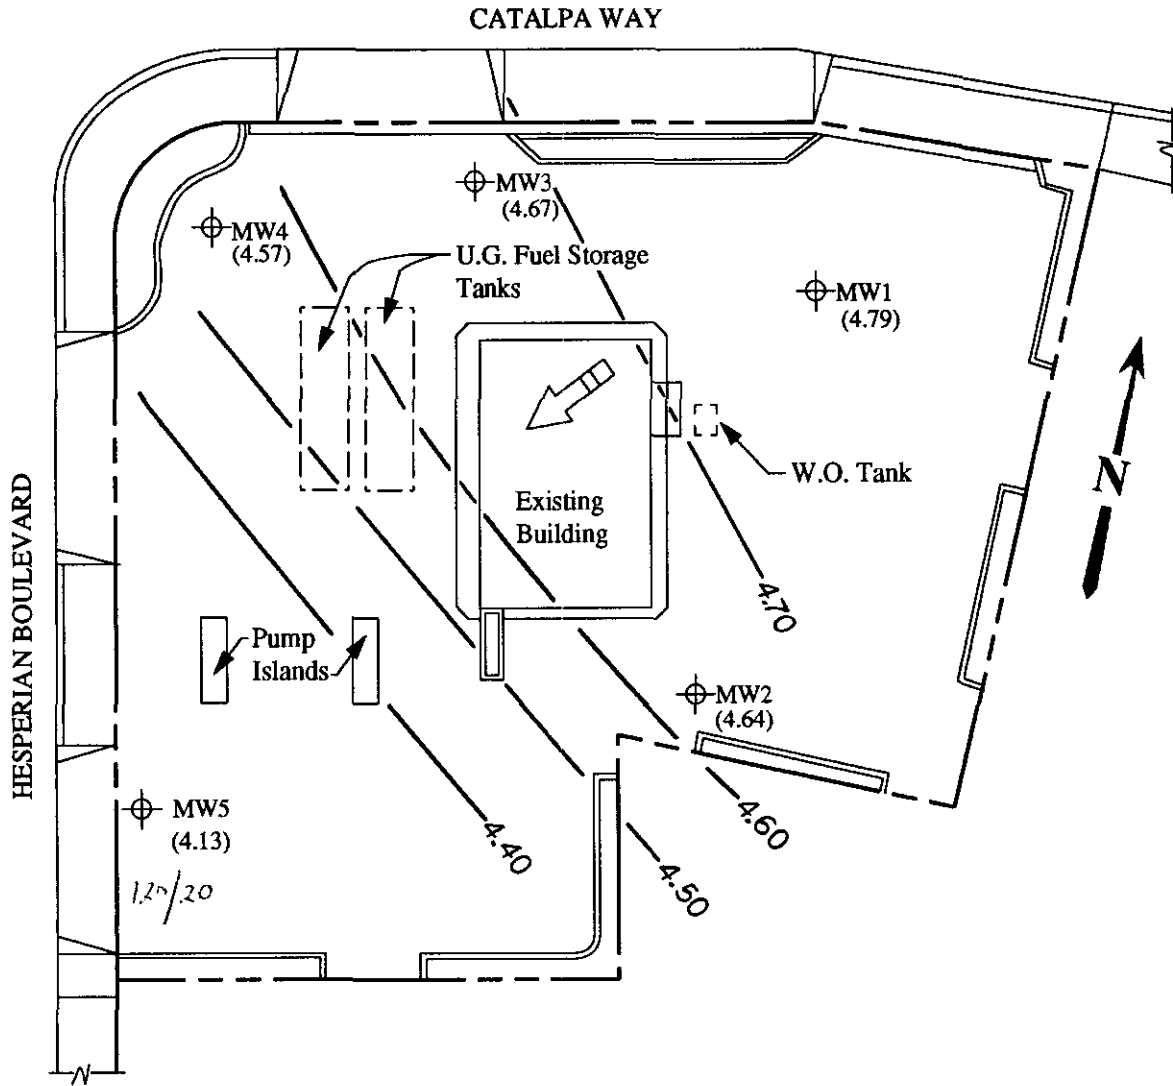 CATALPA WAY
MW3
(4.67)
MW4
(4.57)
U.G. Fuel Storage
Tanks
MW1
(4.79)
N
W.O. Tank
N
Existing
Building
HESPERIAN BOULEVARD
4.70
Pump
Islands
MW2
(4.64)
MW5
(4.13)
4.40
4.60
4.50
N